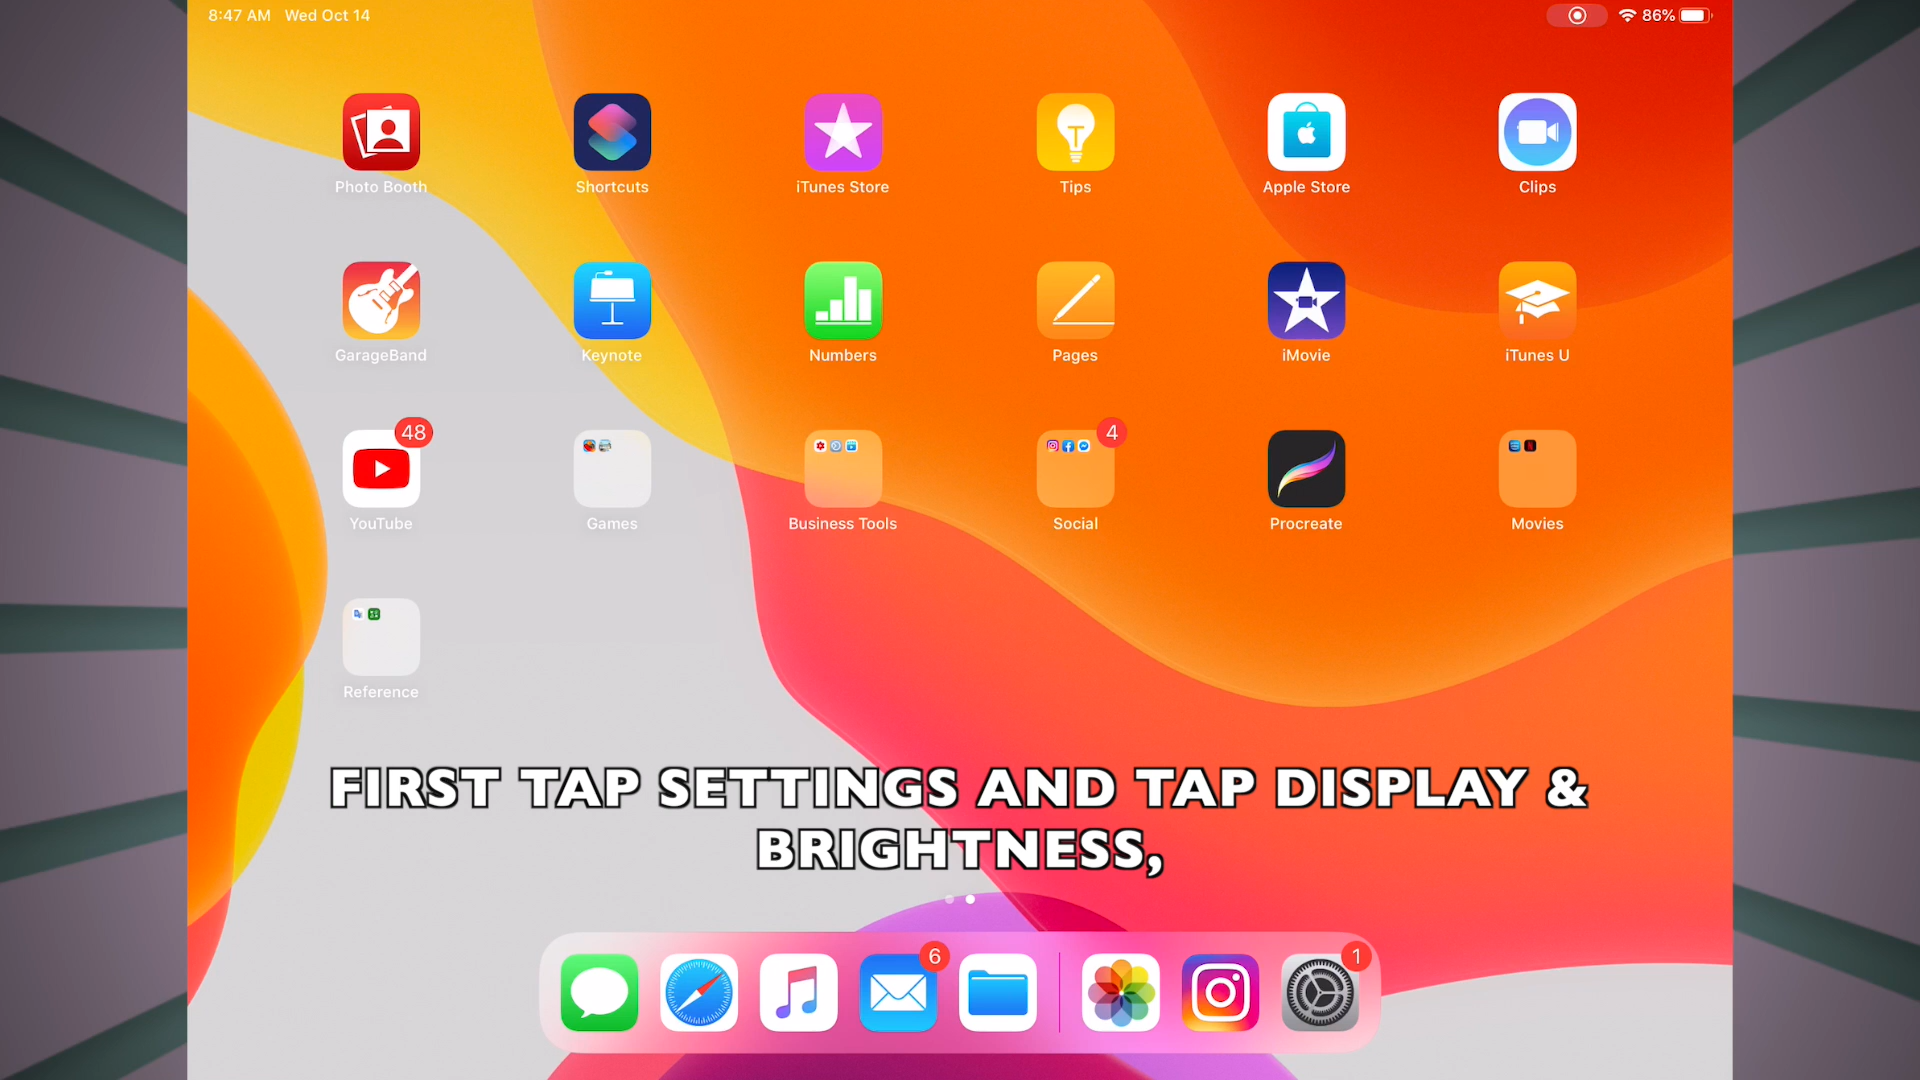 8:47 AM Wed Oct 14
86%
Photo Booth
Shortcuts
iTunes Store
Tips
Apple Store
Clips
GarageBand
Keynote
Numbers
Pages
iMovie
iTunes U
48
4
YouTube
Games
Business Tools
Social
Procreate
Movies
Reference
FIRST TAP SETTINGS AND TAP DISPLAY &
BRIGHTNESS,
6
1